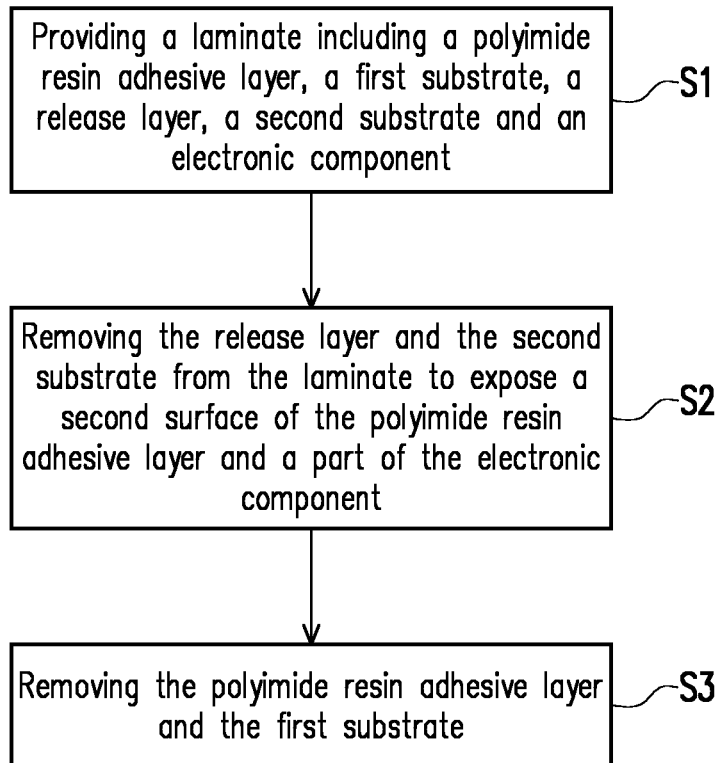 Providing a laminate including a polyimide
resin adhesive layer, a first substrate, a
release layer, a second substrate and an
electronic component
S1
Removing the release layer and the second
substrate from the laminate to expose a
second surface of the polyimide resin
adhesive layer and a part of the electronic
component
S2
Removing the polyimide resin adhesive layer
and the first substrate
S3